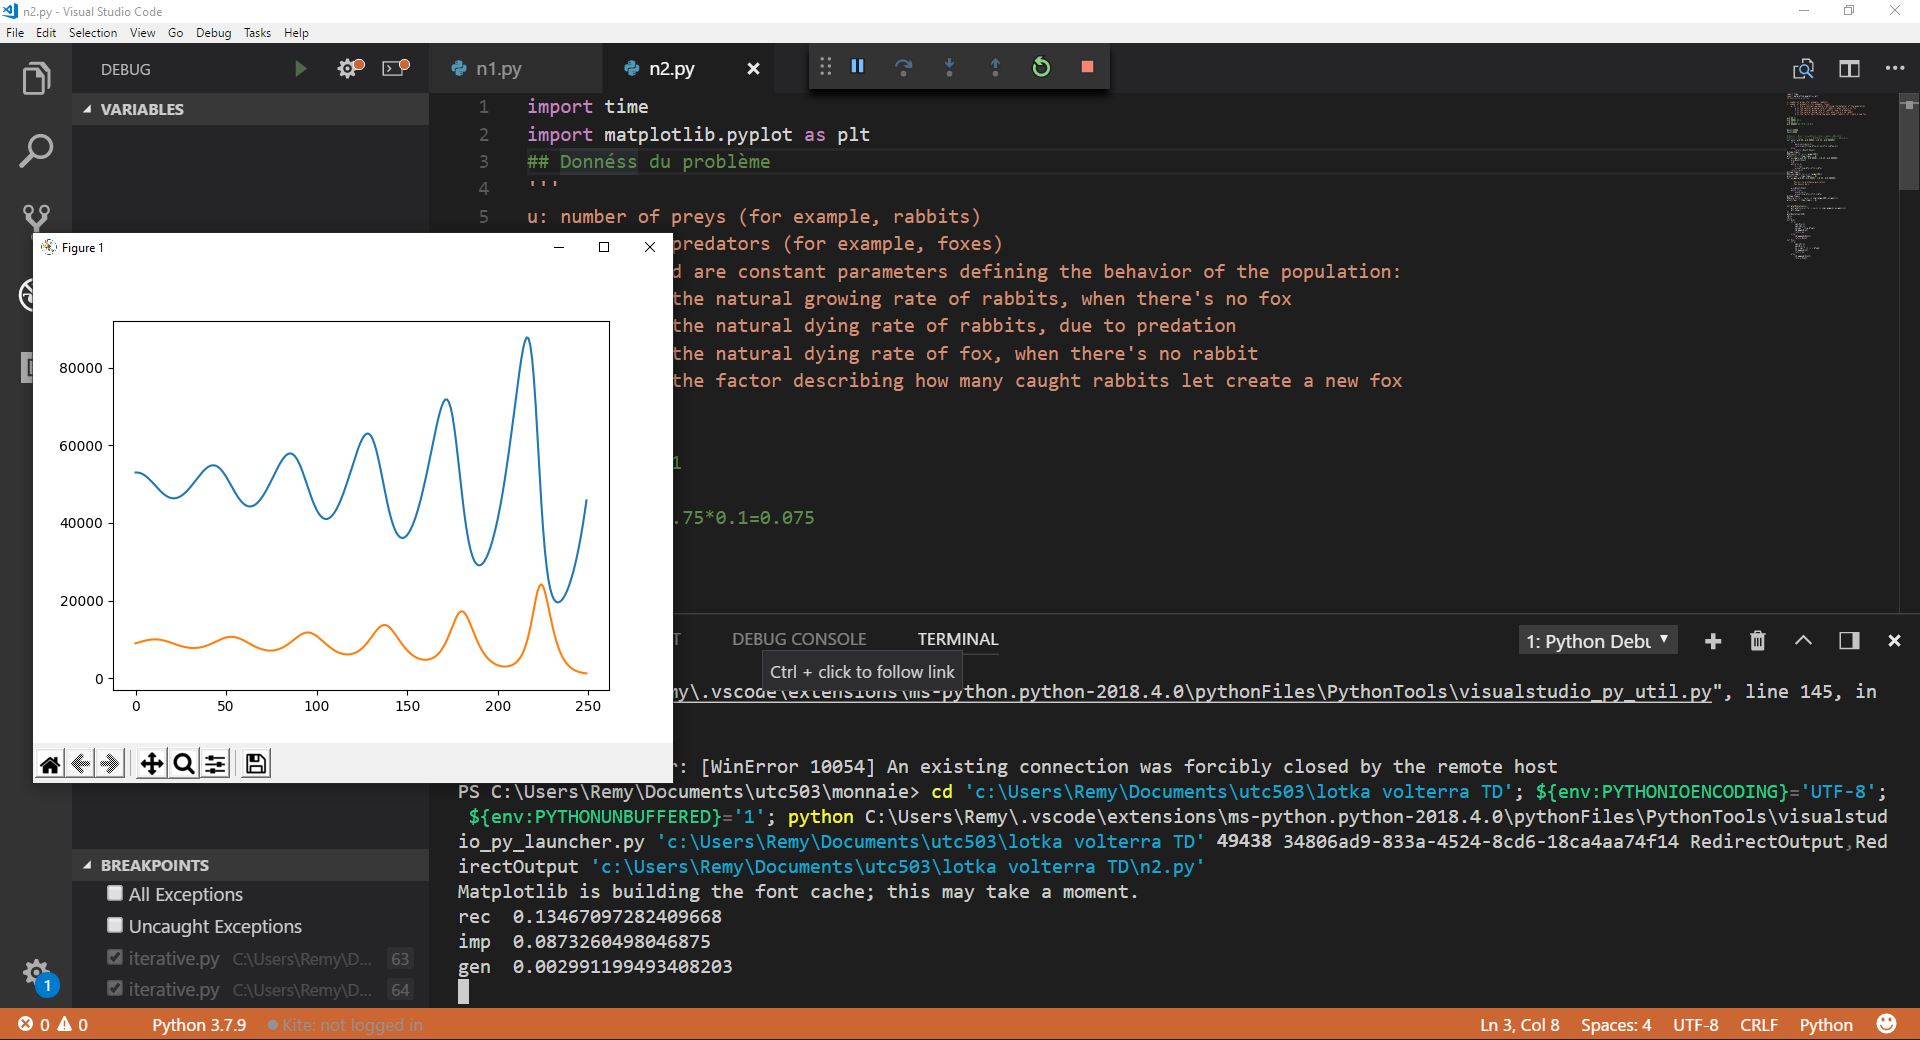 n2.py - Visual Studio Code
File Edit Selection View Go Debug Tasks Help
DEBUG
n1.py
n2.py
VARIABLES
1 import time
2 import matplotlib.pyplot as plt
3 ## Donnéss du problème
4 '''
5 u: number of preys (for example, rabbits)
predators (for example, foxes)
d are constant parameters defining the behavior of the population:
the natural growing rate of rabbits, when there's no fox
the natural dying rate of rabbits, due to predation
the natural dying rate of fox, when there's no rabbit
the factor describing how many caught rabbits let create a new fox
1
.75*0.1=0.075
Figure 1
80000
60000
40000
20000
0
0 50 100 150 200 250
T DEBUG CONSOLE TERMINAL
1: Python Debu
Ctrl + click to follow link
my\.vscode\extensions\ms-python.python-2018.4.0\pythonFiles\PythonTools\visualstudio_py_util.py", line 145, in
r: [WinError 10054] An existing connection was forcibly closed by the remote host
PS C:\Users\Remy\Documents\utc503\monnaie> cd 'c:\Users\Remy\Documents\utc503\lotka volterra TD'; ${env:PYTHONIOENCODING}='UTF-8';
${env:PYTHONUNBUFFERED}='1'; python C:\Users\Remy\.vscode\extensions\ms-python.python-2018.4.0\pythonFiles\PythonTools\visualstud
io_py_launcher.py 'c:\Users\Remy\Documents\utc503\lotka volterra TD' 49438 34806ad9-833a-4524-8cd6-18ca4aa74f14 RedirectOutput,Red
irectOutput 'c:\Users\Remy\Documents\utc503\lotka volterra TD\n2.py'
Matplotlib is building the font cache; this may take a moment.
rec 0.13467097282409668
imp 0.0873260498046875
gen 0.002991199493408203
BREAKPOINTS
All Exceptions
Uncaught Exceptions
iterative.py C:\Users\Remy\D... 63
iterative.py C:\Users\Remy\D... 64
1
0 0 Python 3.7.9 Kite: not logged in Ln 3, Col 8 Spaces: 4 UTF-8 CRLF Python